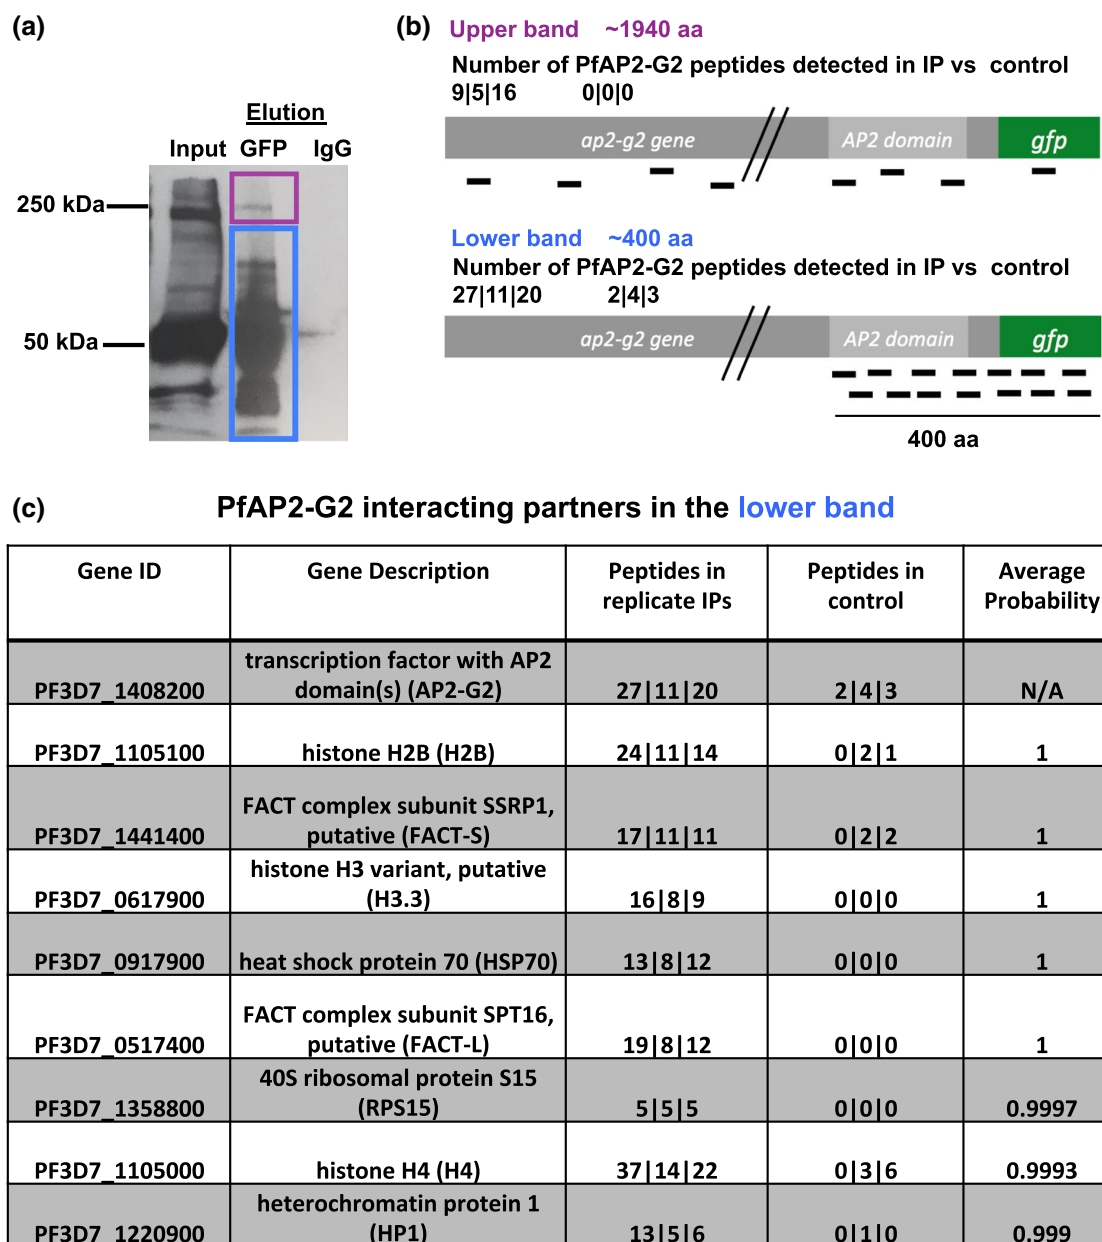 (a)
Elution
Input GFP IgG
250 kDa
50 kDa
(b) Upper band ~1940 aa
Number of PfAP2-G2 peptides detected in IP vs control
9|5|16 0|0|0
ap2-g2 gene AP2 domain gfp
Lower band ~400 aa
Number of PfAP2-G2 peptides detected in IP vs control
27|11|20 2|4|3
ap2-g2 gene AP2 domain gfp
400 aa
(c) PfAP2-G2 interacting partners in the lower band
Gene ID Gene Description Peptides in replicate IPs Peptides in control Average Probability
PF3D7_1408200 transcription factor with AP2 domain(s) (AP2-G2) 27|11|20 2|4|3 N/A
PF3D7_1105100 histone H2B (H2B) 24|11|14 0|2|1 1
PF3D7_1441400 FACT complex subunit SSRP1, putative (FACT-S) 17|11|11 0|2|2 1
PF3D7_0617900 histone H3 variant, putative (H3.3) 16|8|9 0|0|0 1
PF3D7_0917900 heat shock protein 70 (HSP70) 13|8|12 0|0|0 1
PF3D7_0517400 FACT complex subunit SPT16, putative (FACT-L) 19|8|12 0|0|0 1
PF3D7_1358800 40S ribosomal protein S15 (RPS15) 5|5|5 0|0|0 0.9997
PF3D7_1105000 histone H4 (H4) 37|14|22 0|3|6 0.9993
PF3D7_1220900 heterochromatin protein 1 (HP1) 13|5|6 0|1|0 0.999